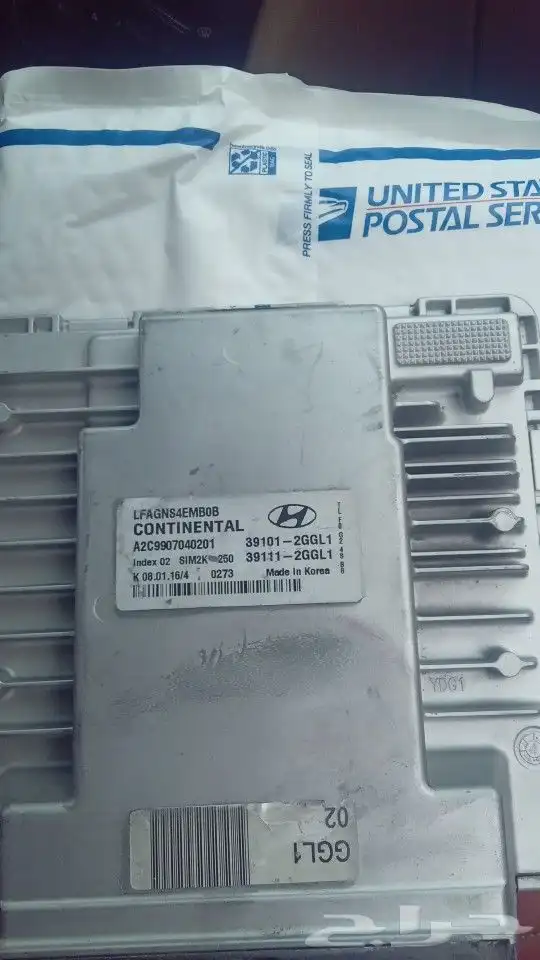 PRESS FIRMLY TO SEAL
UNITED STA
POSTAL SER
LFAGNS4EMB0B
CONTINENTAL
A2C9907040201 39101-2GGL1
Index 02 SIM2K 250 39111-2GGL1
K 08.01.16/4 0273 Made in Korea
YDG1
GGL1
02
حراج